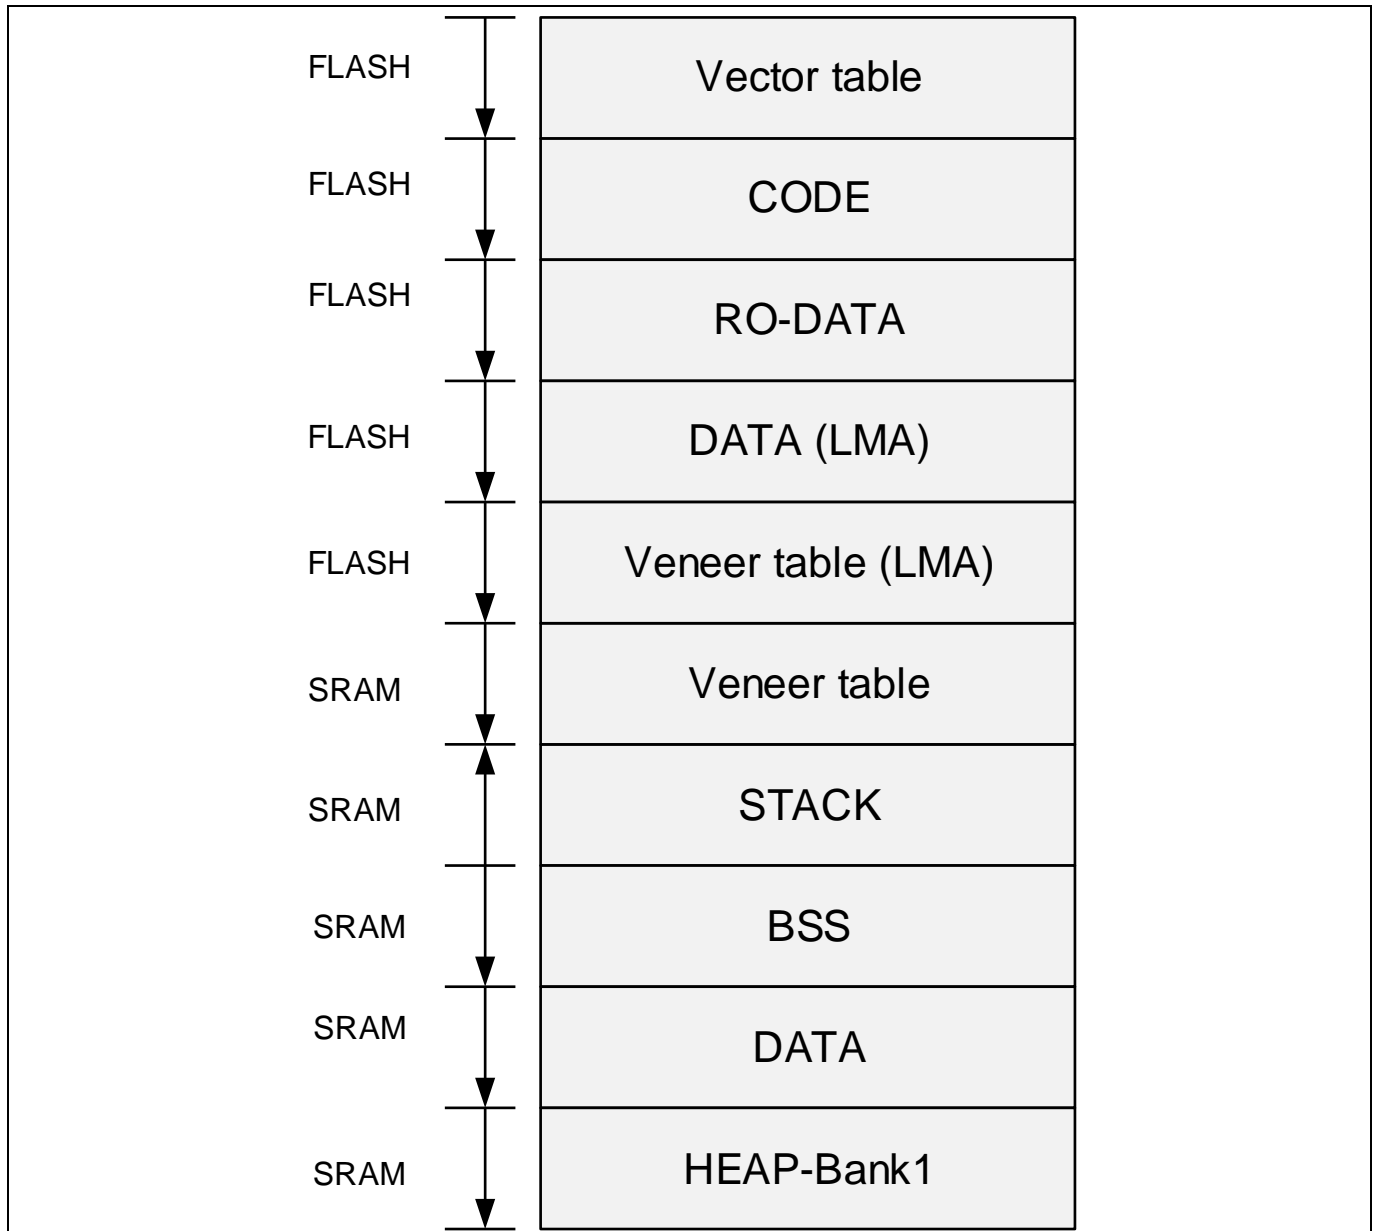 FLASH
Vector table
FLASH
CODE
FLASH
RO-DATA
FLASH
DATA (LMA)
FLASH
Veneer table (LMA)
SRAM
Veneer table
SRAM
STACK
SRAM
BSS
SRAM
DATA
SRAM
HEAP-Bank1